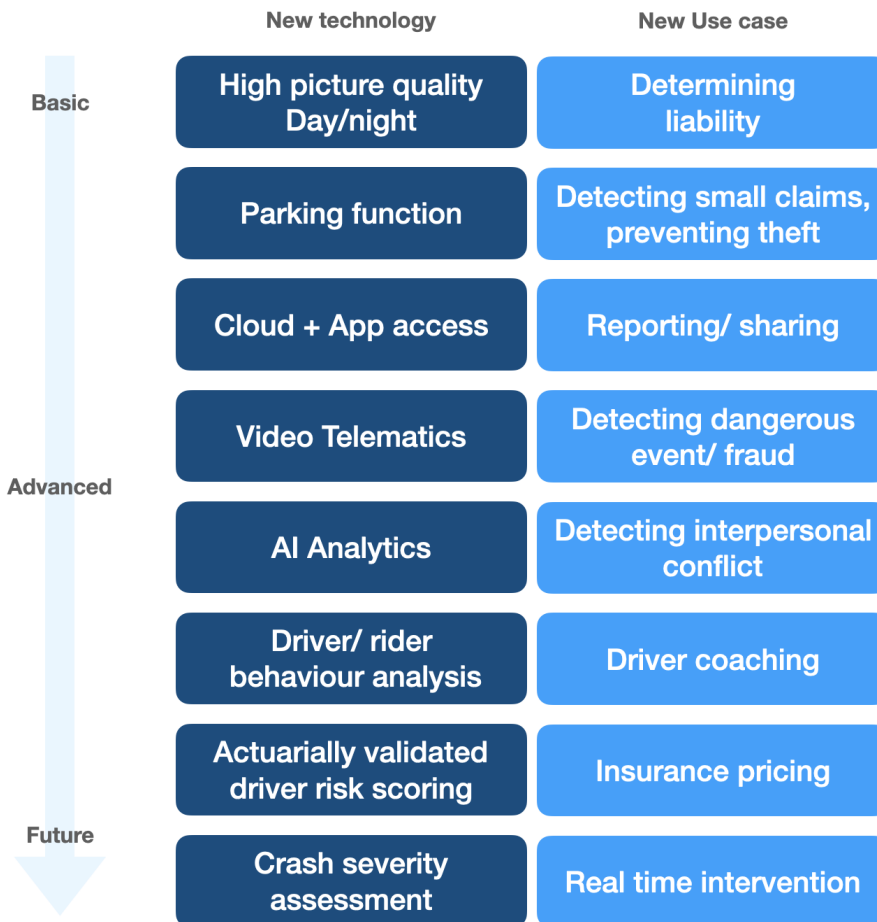 New technology
New Use case
Basic
High picture quality
Day/night
Determining
liability
Parking function
Detecting small claims,
preventing theft
Cloud + App access
Reporting/ sharing
Video Telematics
Detecting dangerous
event/ fraud
Advanced
AI Analytics
Detecting interpersonal
conflict
Driver/ rider
behaviour analysis
Driver coaching
Actuarially validated
driver risk scoring
Insurance pricing
Future
Crash severity
assessment
Real time intervention